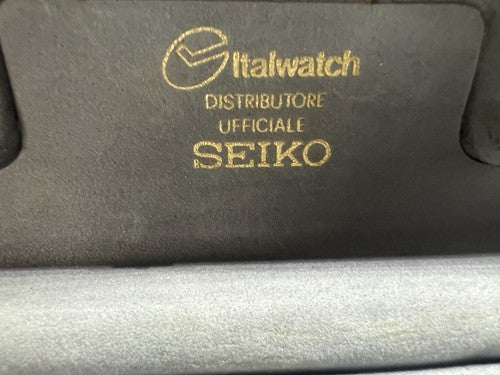 Italwatch
DISTRIBUTORE
UFFICIALE
SEIKO